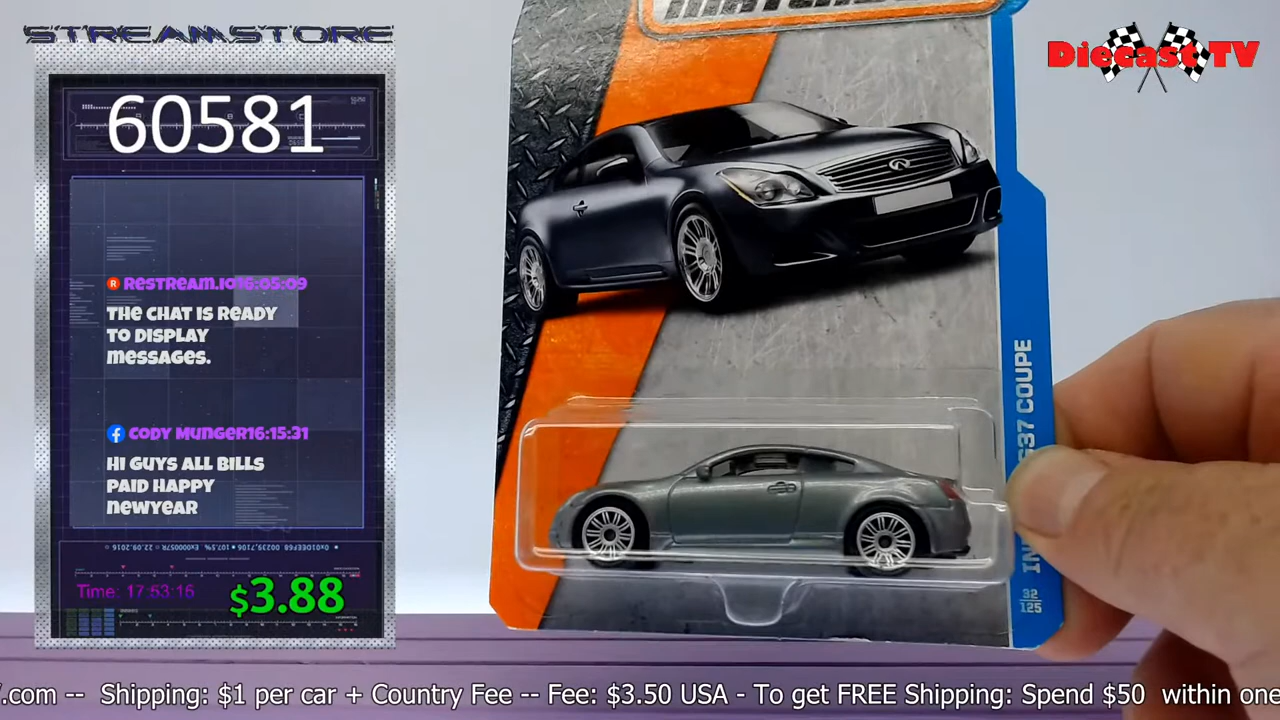 STREAMSTORE
60581
Restream.io16:05:09
The chat is ready
to display
messages.
Cody Munger16:15:31
Hi guys all bills
paid happy
newyear
Time: 17:53:16
$3.88
Diecast TV
G37 COUPE
32
125
.com -- Shipping: $1 per car + Country Fee -- Fee: $3.50 USA - To get FREE Shipping: Spend $50 within one